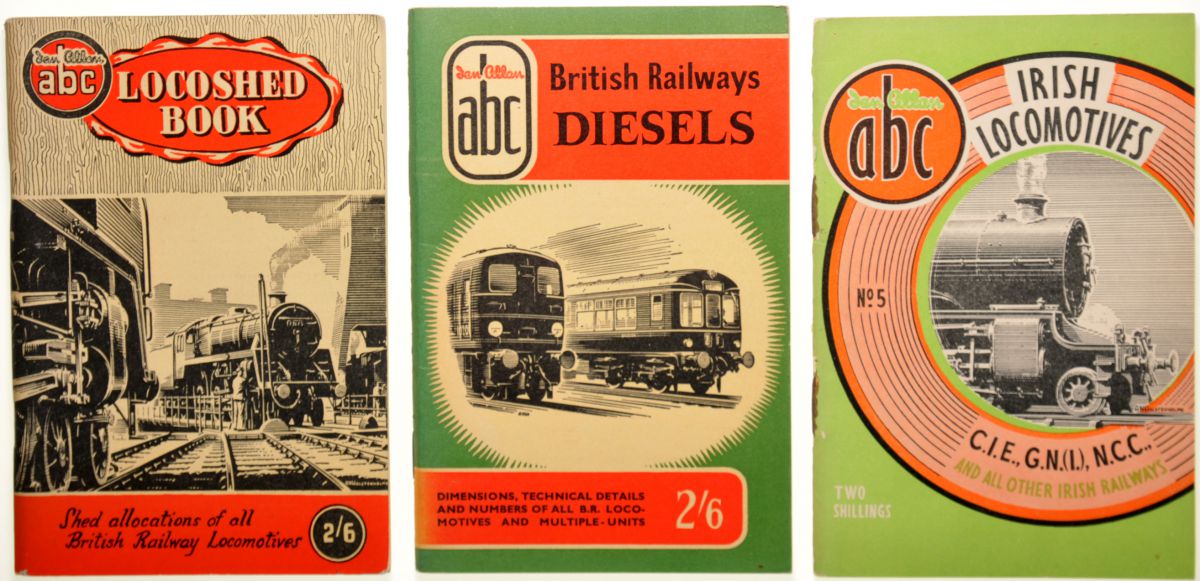 Ian Allan
abc
LOCOSHED
BOOK
Shed allocations of all
British Railway Locomotives
2/6
Ian Allan
abc
British Railways
DIESELS
DIMENSIONS, TECHNICAL DETAILS
AND NUMBERS OF ALL B.R. LOCO-
MOTIVES AND MULTIPLE-UNITS
2/6
Ian Allan
abc
IRISH
LOCOMOTIVES
Nº5
C.I.E., G.N.(I.), N.C.C.,
AND ALL OTHER IRISH RAILWAYS
TWO
SHILLINGS